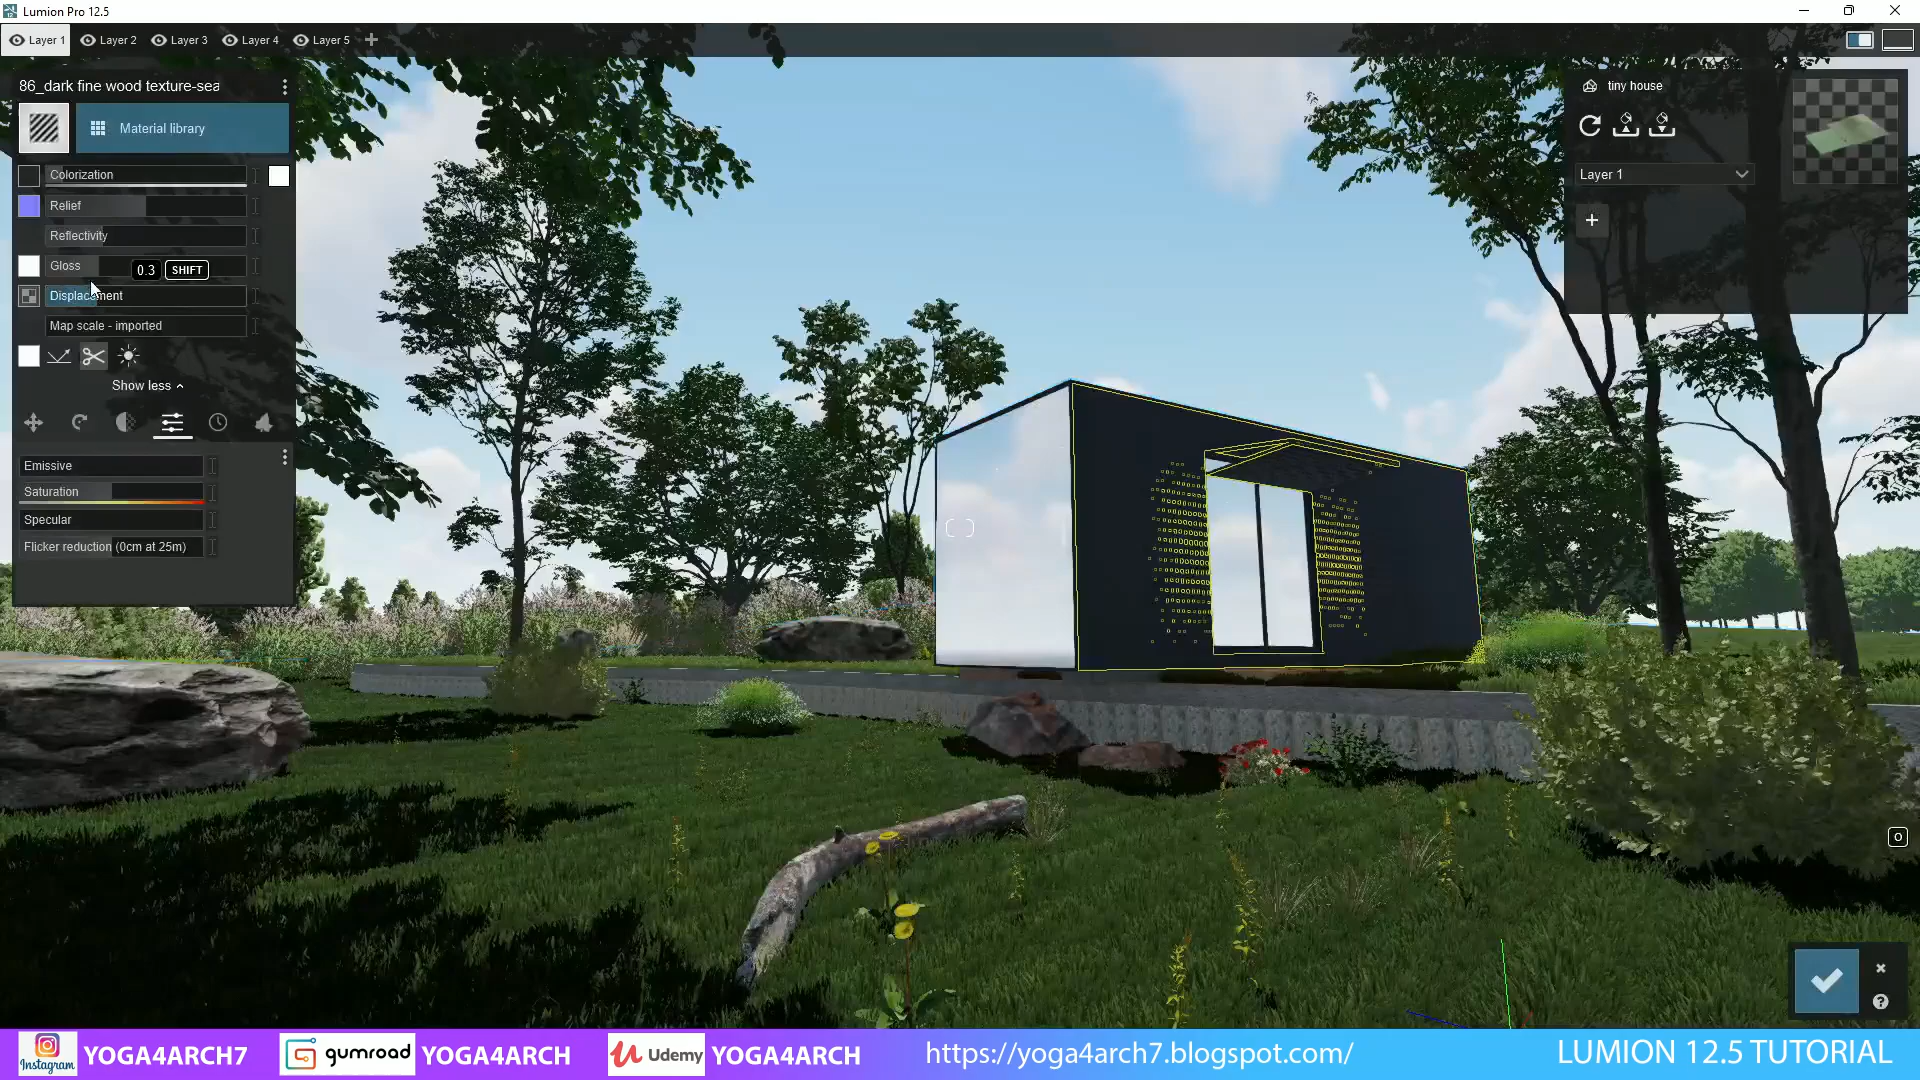 Lumion Pro 12.5
Layer 1 Layer 2 Layer 3 Layer 4 Layer 5
86_dark fine wood texture-sea
tiny house
Material library
Colorization
Layer 1
Relief
Reflectivity
Gloss
0.3 SHIFT
Displacement
Map scale - imported
Show less
Emissive
Saturation
Specular
Flicker reduction (0cm at 25m)
O
Instagram YOGA4ARCH7 gumroad YOGA4ARCH Udemy YOGA4ARCH https://yoga4arch7.blogspot.com/ LUMION 12.5 TUTORIAL